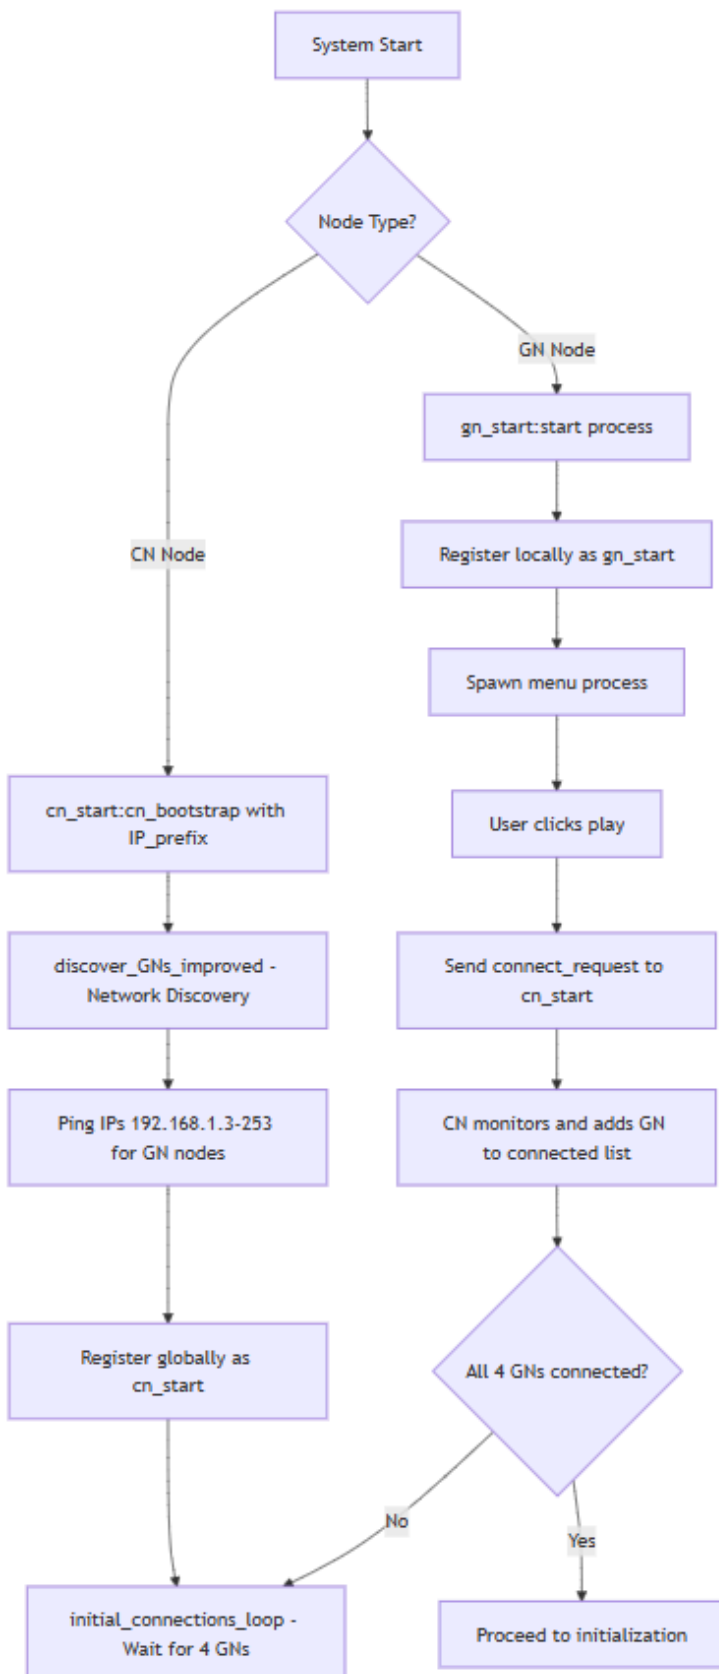 System Start
Node Type?
GN Node
gn_start:start process
Register locally as gn_start
CN Node
Spawn menu process
cn_start:cn_bootstrap with
IP_prefix
User clicks play
discover_GNs_improved -
Network Discovery
Send connect_request to
cn_start
Ping IPs 192.168.1.3-253
for GN nodes
CN monitors and adds GN
to connected list
Register globally as
cn_start
All 4 GNs connected?
No
Yes
initial_connections_loop -
Wait for 4 GNs
Proceed to initialization